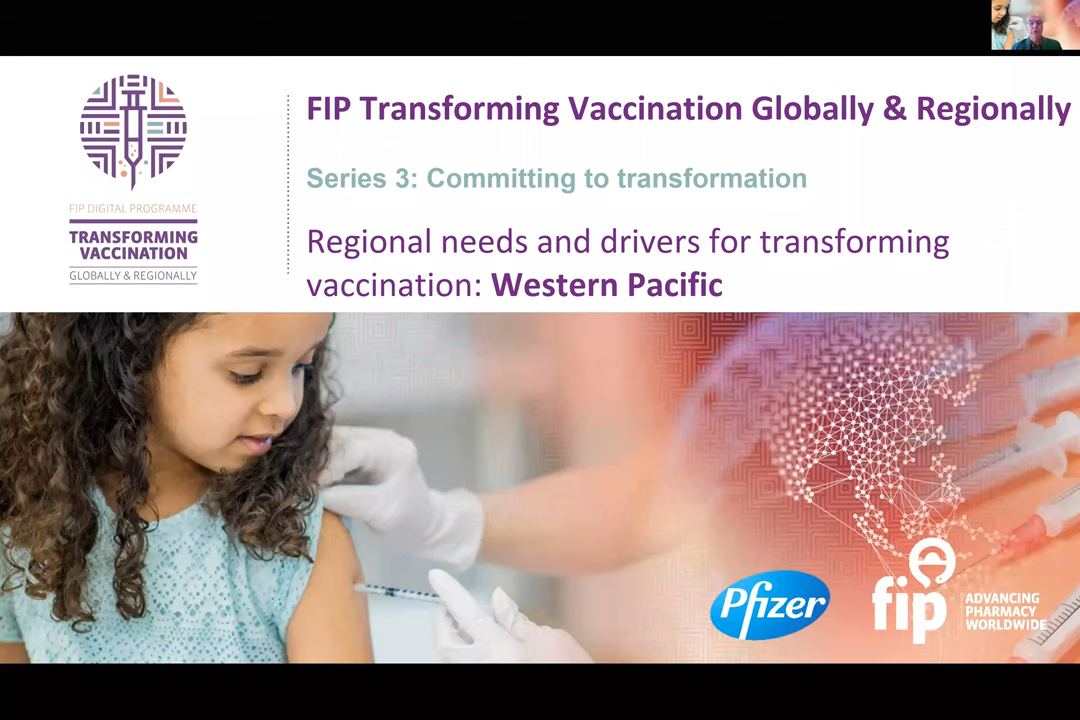 FIP Transforming Vaccination Globally & Regionally
Series 3: Committing to transformation
Regional needs and drivers for transforming
vaccination: Western Pacific
FIP DIGITAL PROGRAMME
TRANSFORMING
VACCINATION
GLOBALLY & REGIONALLY
Pfizer
fip
ADVANCING
PHARMACY
WORLDWIDE